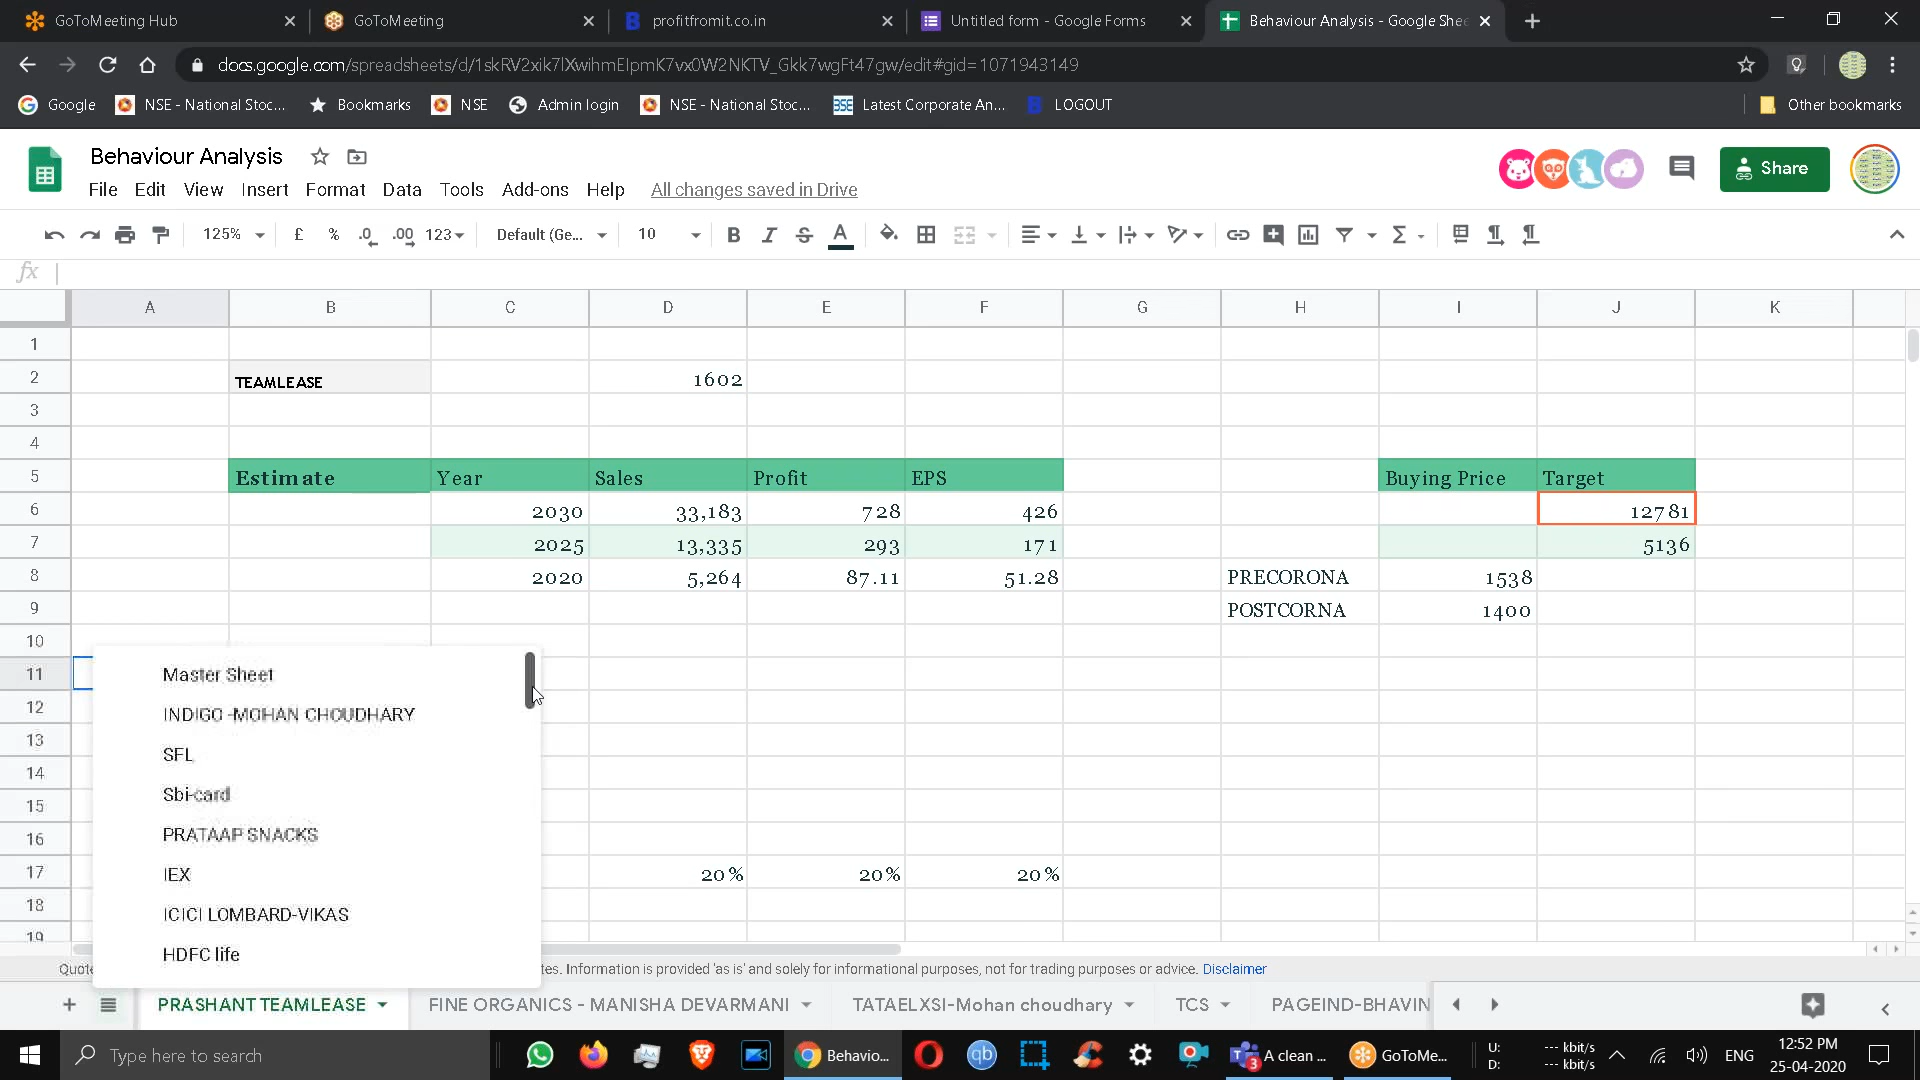 GoToMeeting Hub
GoToMeeting
profitfromit.co.in
Untitled form - Google Forms
Behaviour Analysis - Google Shee
docs.google.com/spreadsheets/d/1skRV2xik7lXwihmEIpmK7vx0W2NKTV_Gkk7wgFt47gw/edit#gid=1071943149
Google
NSE - National Stoc...
Bookmarks
NSE
Admin login
NSE - National Stoc...
BSE
Latest Corporate An...
LOGOUT
Other bookmarks
Behaviour Analysis
File Edit View Insert Format Data Tools Add-ons Help All changes saved in Drive
Share
125% £ % .0 .00 123 Default (Ge... 10 B I S A
fx
A B C D E F G H I J K
1
2 TEAMLEASE 1602
3
4
5 Estimate Year Sales Profit EPS Buying Price Target
6 2030 33,183 728 426 12781
7 2025 13,335 293 171 5136
8 2020 5,264 87.11 51.28 PRECORONA 1538
9 POSTCORNA 1400
10
11 Master Sheet
12 INDIGO -MOHAN CHOUDHARY
13 SFL
14 Sbi-card
15
16 PRATAAP SNACKS
17 IEX 20% 20% 20%
18 ICICI LOMBARD-VIKAS
19 HDFC life
Quote tes. Information is provided 'as is' and solely for informational purposes, not for trading purposes or advice. Disclaimer
PRASHANT TEAMLEASE FINE ORGANICS - MANISHA DEVARMANI TATAELXSI-Mohan choudhary TCS PAGEIND-BHAVIN
Type here to search
Behavio...
qb
3
A clean ...
GoToMe...
U: --- kbit/s
D: --- kbit/s
ENG
12:52 PM
25-04-2020